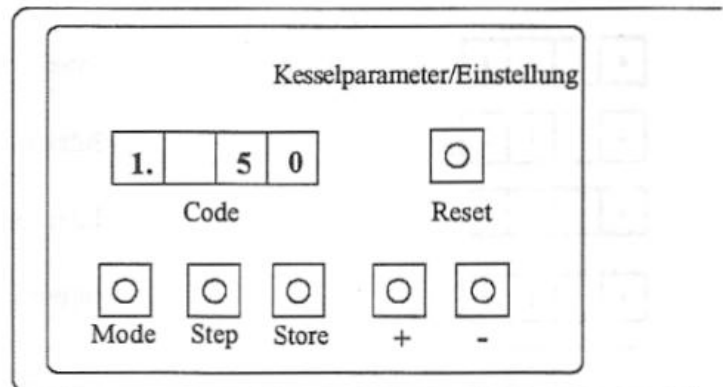 Kesselparameter/Einstellung
1. 5 0
Code Reset
Mode Step Store + -